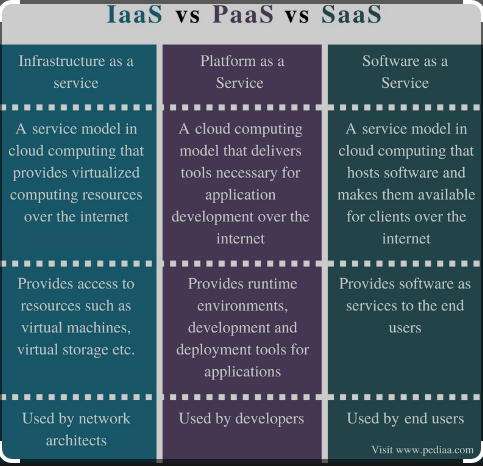 IaaS vs PaaS vs SaaS
Infrastructure as a
service
A service model in
cloud computing that
provides virtualized
computing resources
over the internet
Provides access to
resources such as
virtual machines,
virtual storage etc.
Used by network
architects
Platform as a
Service
A cloud computing
model that delivers
tools necessary for
application
development over the
internet
Provides runtime
environments,
development and
deployment tools for
applications
Used by developers
Software as a
Service
A service model in
cloud computing that
hosts software and
makes them available
for clients over the
internet
Provides software as
services to the end
users
Used by end users
Visit www.pediaa.com